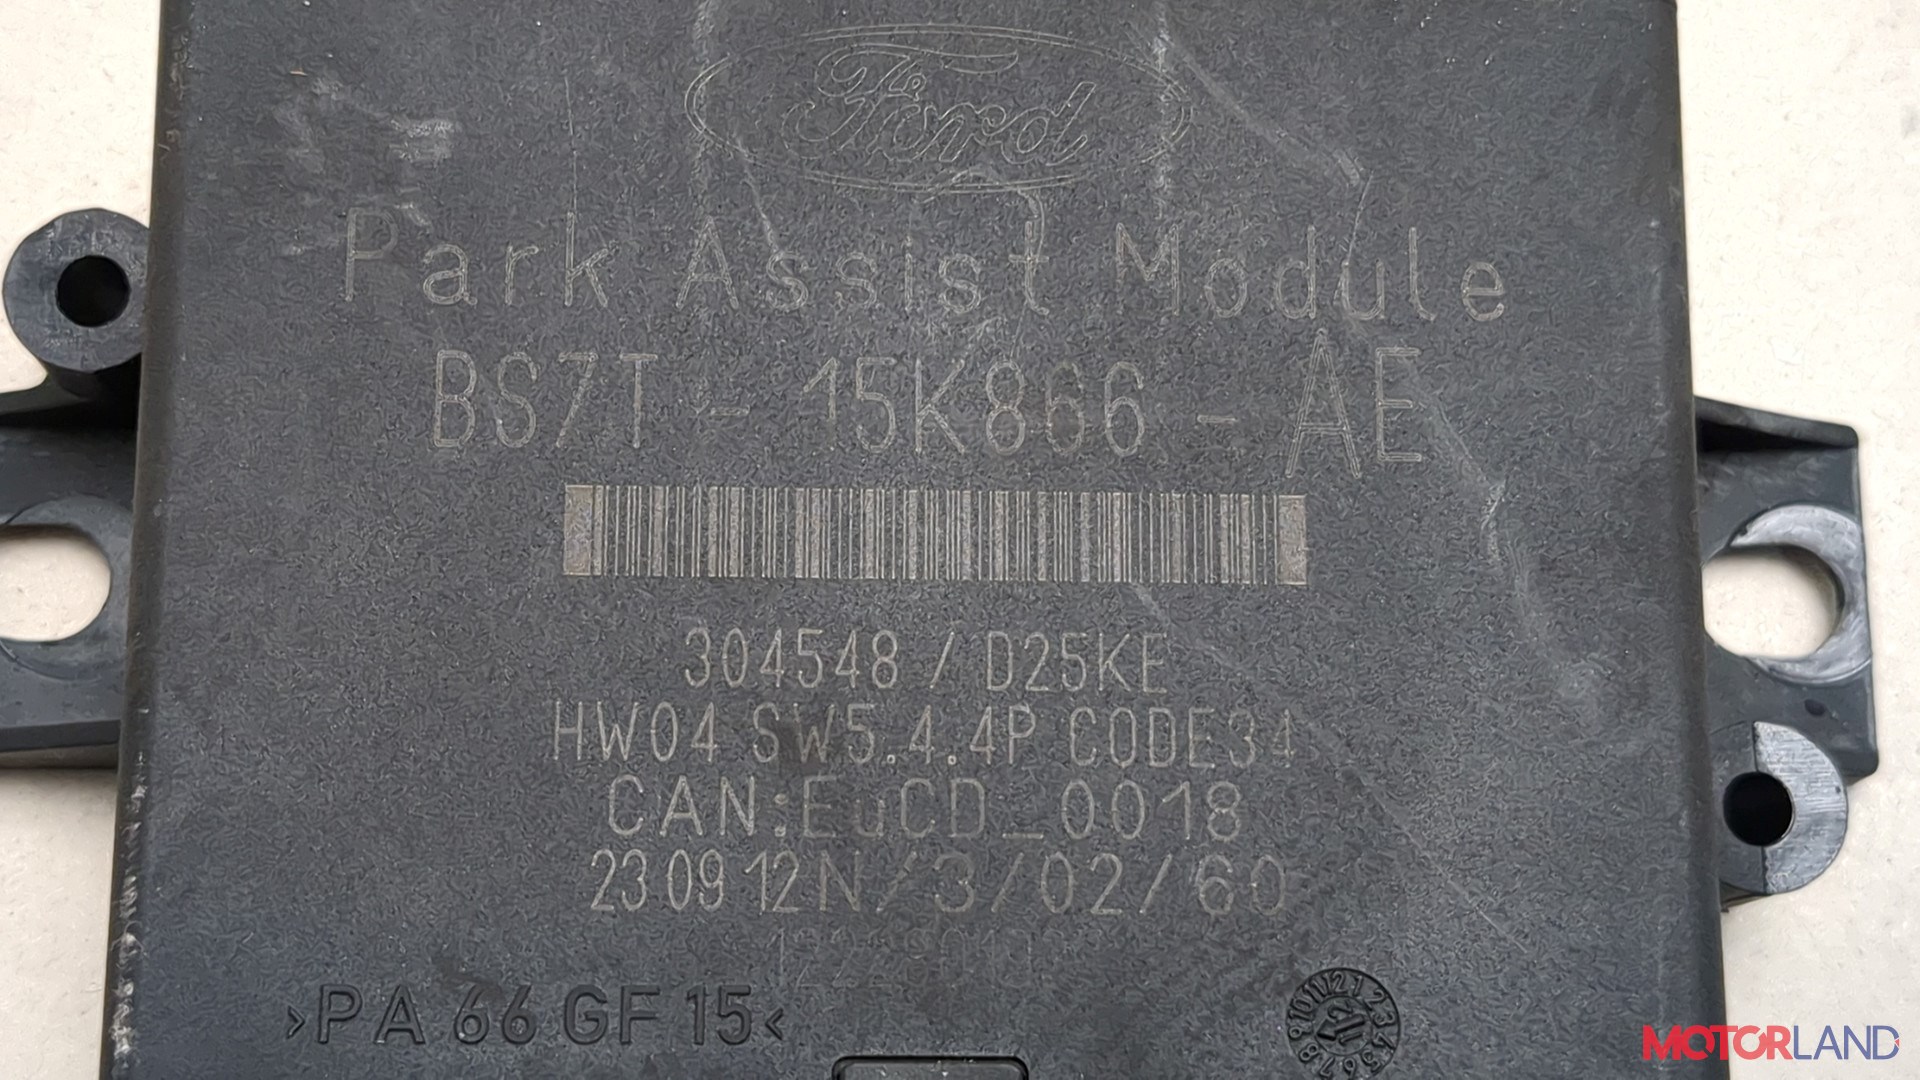 Ford
Park Assist Module
BS7T - 15K866 - AE
304548 / D25KE
HW04 SW5.4.4P CODE34
CAN:EuCD_0018
230912N/3/02/60
>PA 66 GF 15<
MOTORLAND